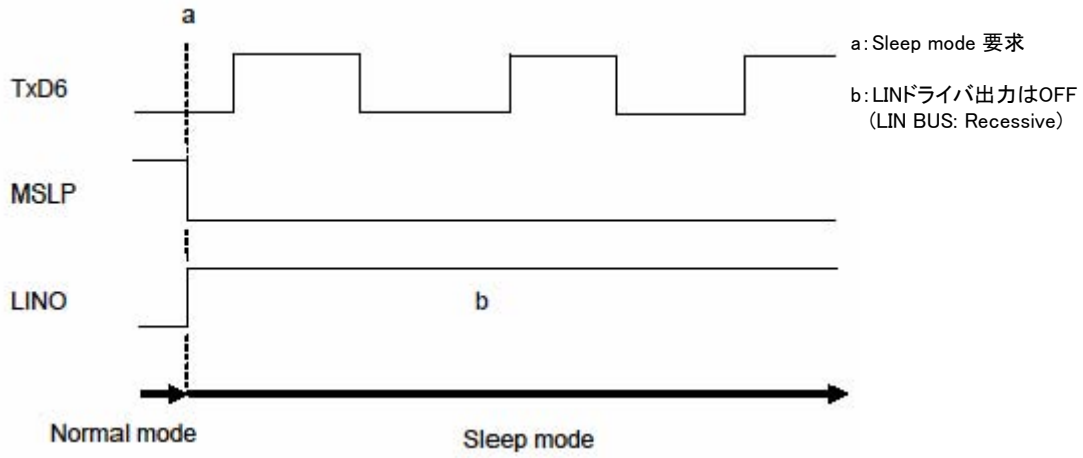 a
TxD6
a:Sleep mode 要求
b:LINドライバ出力はOFF
(LIN BUS: Recessive)
MSLP
LINO
b
Normal mode
Sleep mode